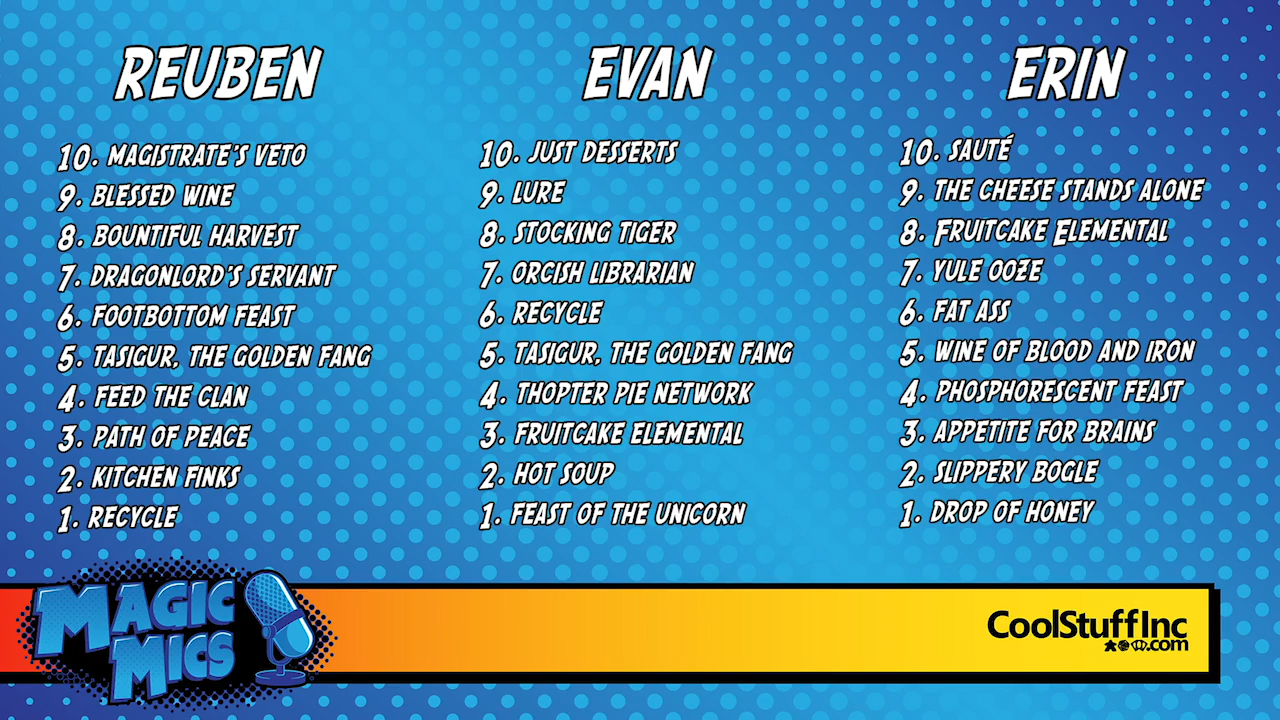 REUBEN
10. MAGISTRATE'S VETO
9. BLESSED WINE
8. BOUNTIFUL HARVEST
7. DRAGONLORD'S SERVANT
6. FOOTBOTTOM FEAST
5. TASIGUR, THE GOLDEN FANG
4. FEED THE CLAN
3. PATH OF PEACE
2. KITCHEN FINKS
1. RECYCLE
EVAN
10. JUST DESSERTS
9. LURE
8. STOCKING TIGER
7. ORCISH LIBRARIAN
6. RECYCLE
5. TASIGUR, THE GOLDEN FANG
4. THOPTER PIE NETWORK
3. FRUITCAKE ELEMENTAL
2. HOT SOUP
1. FEAST OF THE UNICORN
ERIN
10. SAUTÉ
9. THE CHEESE STANDS ALONE
8. FRUITCAKE ELEMENTAL
7. YULE OOZE
6. FAT ASS
5. WINE OF BLOOD AND IRON
4. PHOSPHORESCENT FEAST
3. APPETITE FOR BRAINS
2. SLIPPERY BOGLE
1. DROP OF HONEY
MAGIC
MICS
CoolStuffInc
.com